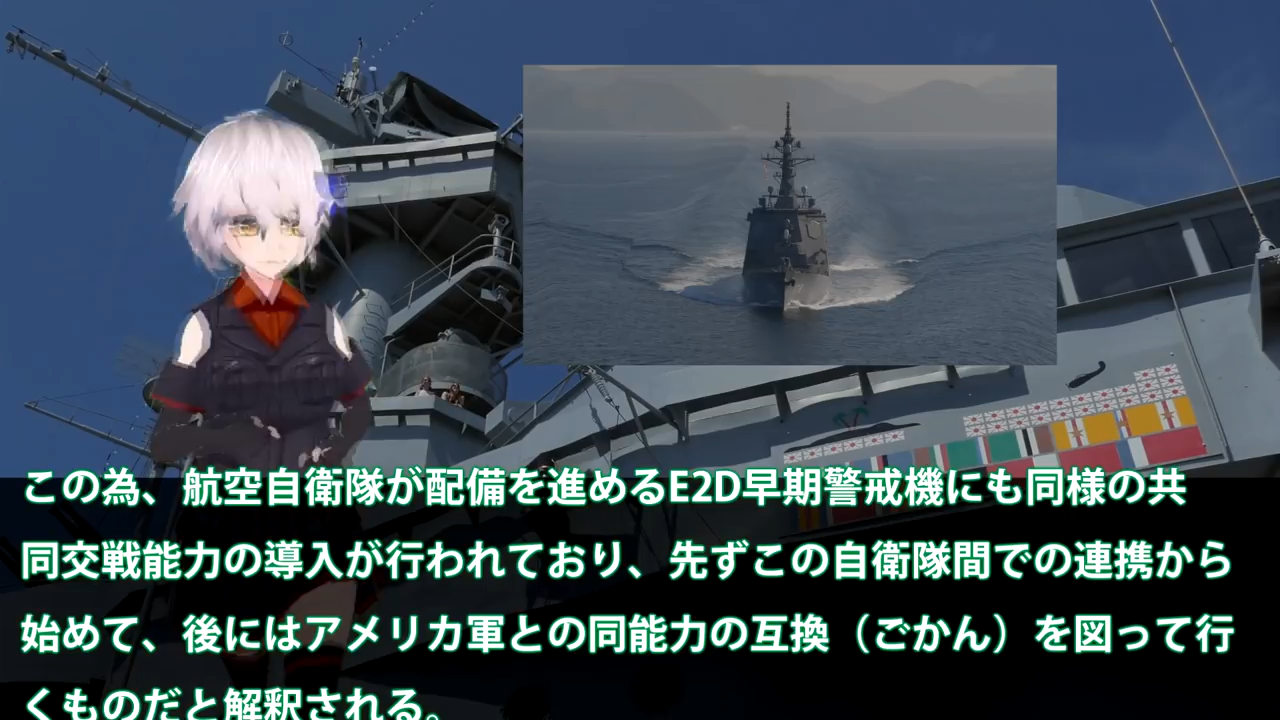 この為、航空自衛隊が配備を進めるE2D早期警戒機にも同様の共
同交戦能力の導入が行われており、先ずこの自衛隊間での連携から
始めて、後にはアメリカ軍との同能力の互換（ごかん）を図って行
くものだと解釈される。